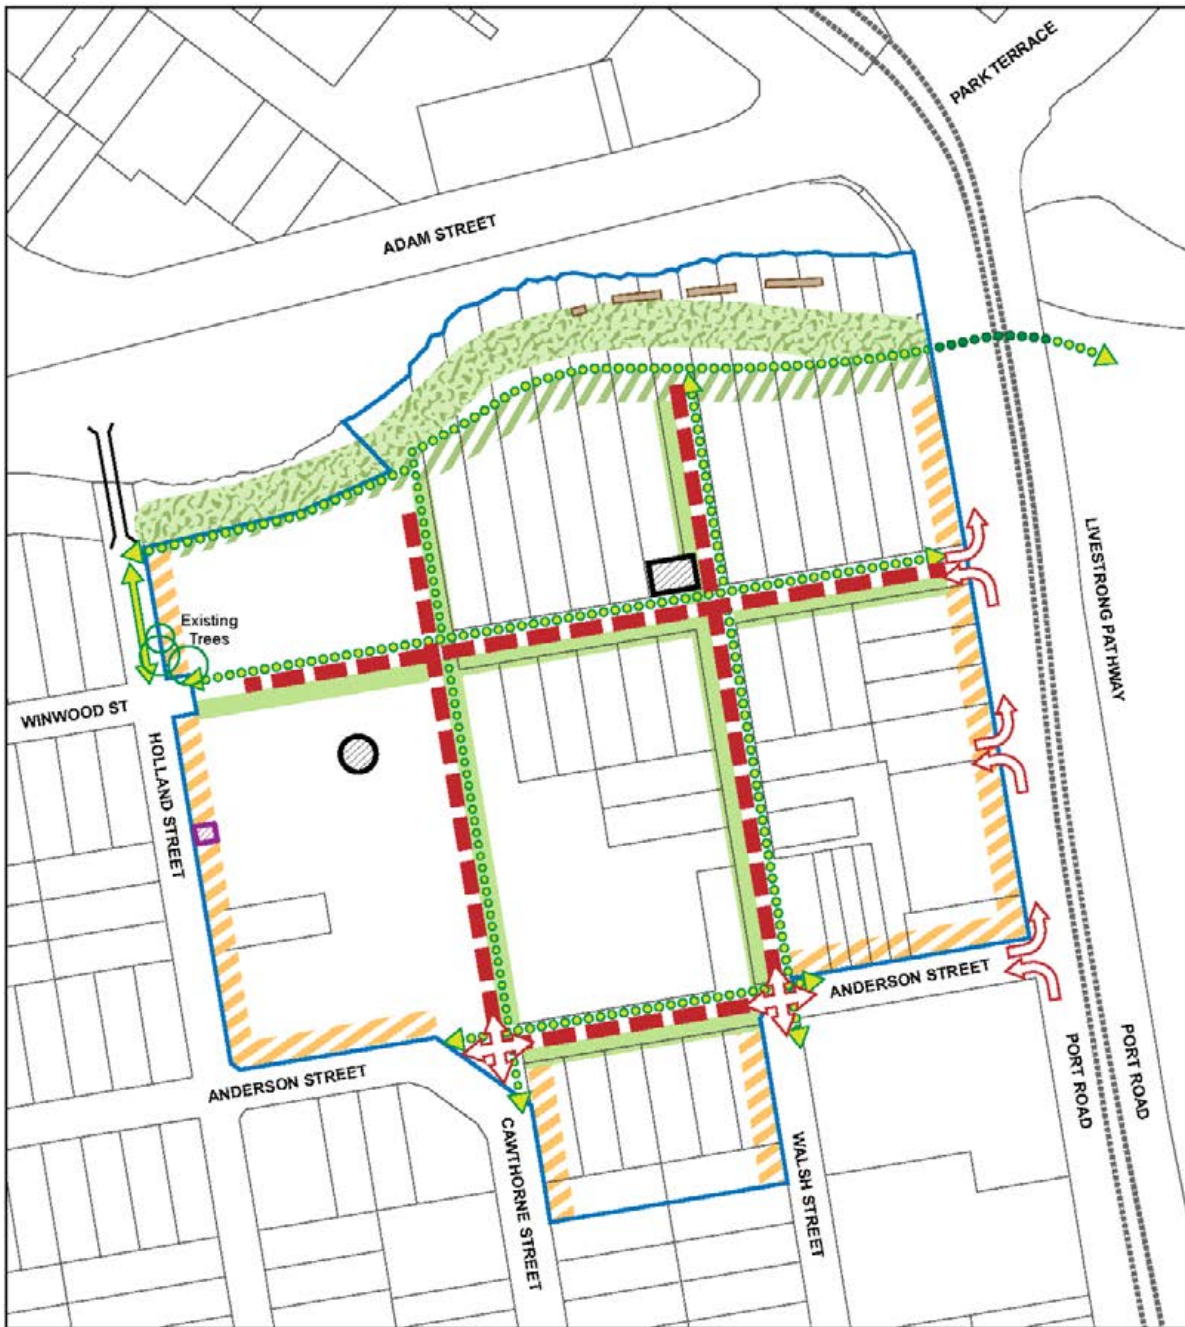 PARK TERRACE
ADAM STREET
LIVESTRONG PATHWAY
Existing
Trees
WINWOOD ST
HOLLAND STREET
ANDERSON STREET
ANDERSON STREET
PORT ROAD
PORT ROAD
CAWTHORNE STREET
WALSH STREET